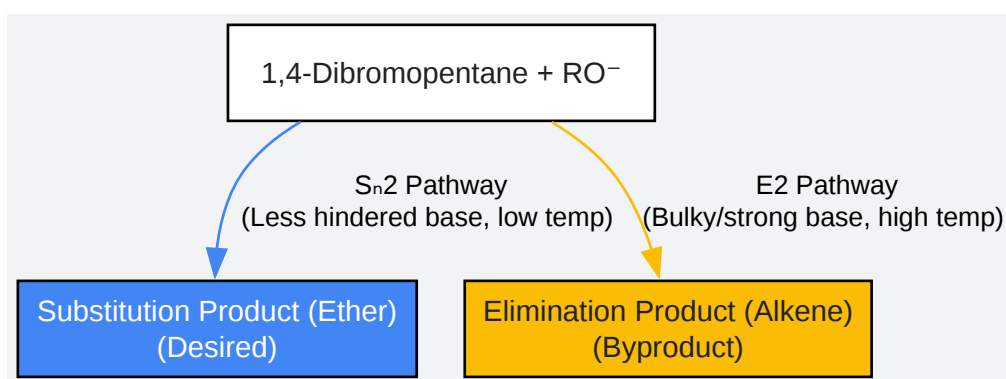 1,4-Dibromopentane + RO⁻
Sₙ2 Pathway
(Less hindered base, low temp)
E2 Pathway
(Bulky/strong base, high temp)
Substitution Product (Ether)
(Desired)
Elimination Product (Alkene)
(Byproduct)